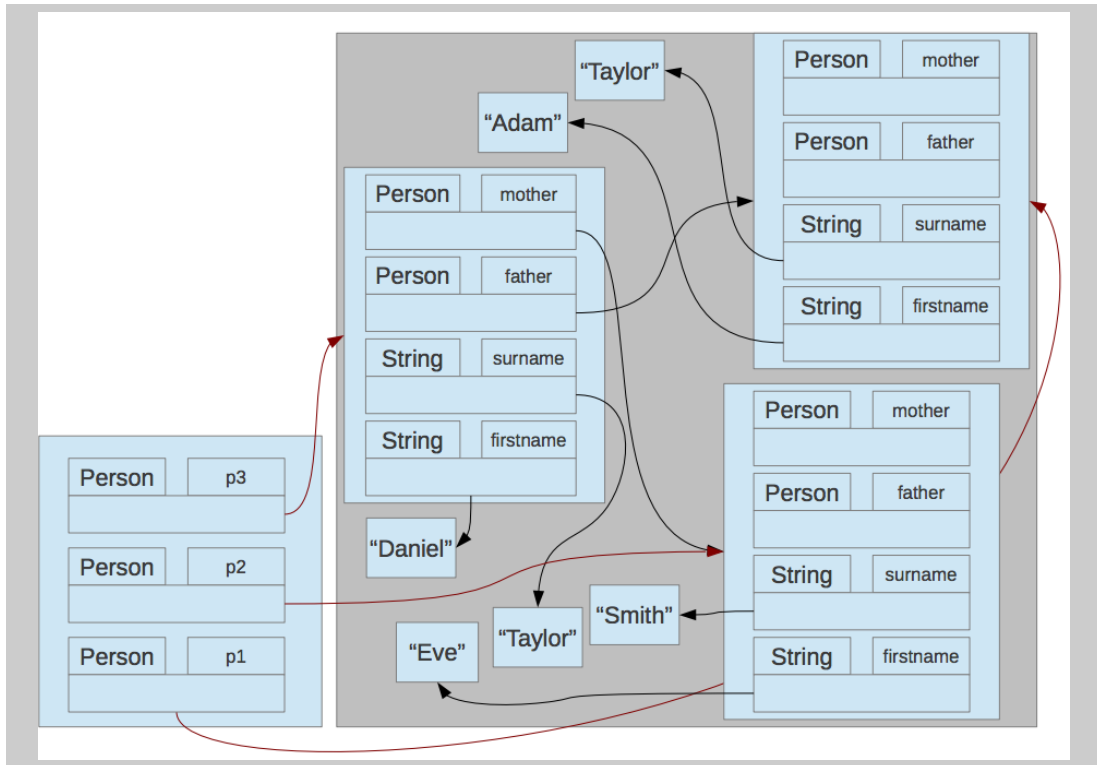 “Taylor”
“Adam”
Person mother
Person father
String surname
String firstname
Person mother
Person father
String surname
String firstname
“Daniel”
Person mother
Person father
String surname
String firstname
“Smith”
“Taylor”
“Eve”
Person p3
Person p2
Person p1